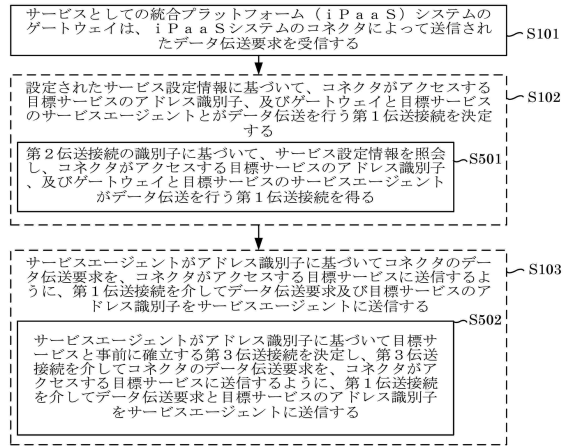 サービスとしての統合プラットフォーム（ｉＰａａＳ）システムの
ゲートウェイは、ｉＰａａＳシステムのコネクタによって送信され
たデータ伝送要求を受信する
S101
設定されたサービス設定情報に基づいて、コネクタがアクセスする
目標サービスのアドレス識別子、及びゲートウェイと目標サービス
のサービスエージェントとがデータ伝送を行う第１伝送接続を決定
する
S102
第２伝送接続の識別子に基づいて、サービス設定情報を照会
し、コネクタがアクセスする目標サービスのアドレス識別子
、及びゲートウェイと目標サービスのサービスエージェント
がデータ伝送を行う第１伝送接続を得る
S501
サービスエージェントがアドレス識別子に基づいてコネクタのデー
タ伝送要求を、コネクタがアクセスする目標サービスに送信するよ
うに、第１伝送接続を介してデータ伝送要求及び目標サービスのア
ドレス識別子をサービスエージェントに送信する
S103
サービスエージェントがアドレス識別子に基づいて目標サ
ービスと事前に確立する第３伝送接続を決定し、第３伝送
接続を介してコネクタのデータ伝送要求を、コネクタがア
クセスする目標サービスに送信するように、第１伝送接続
を介してデータ伝送要求と目標サービスのアドレス識別子
をサービスエージェントに送信する
S502